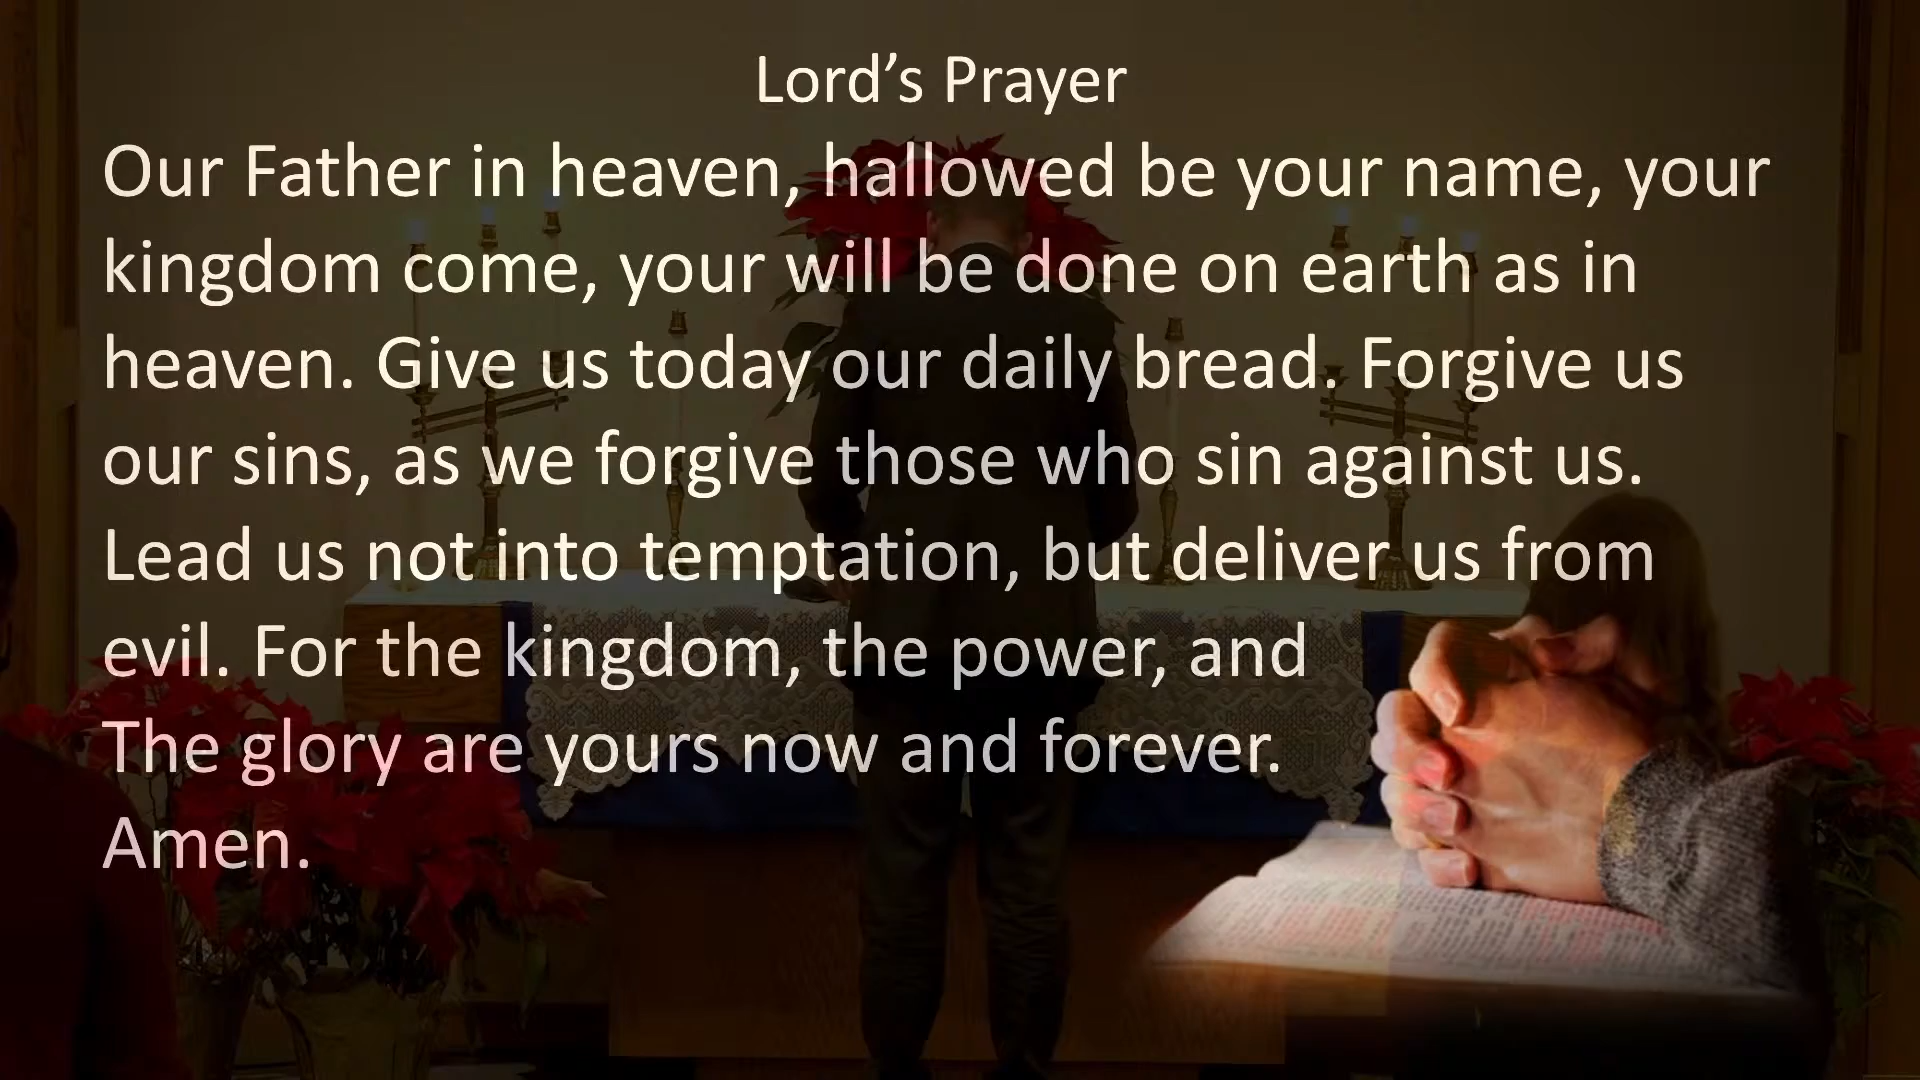 Lord’s Prayer
Our Father in heaven, hallowed be your name, your
kingdom come, your will be done on earth as in
heaven. Give us today our daily bread. Forgive us
our sins, as we forgive those who sin against us.
Lead us not into temptation, but deliver us from
evil. For the kingdom, the power, and
The glory are yours now and forever.
Amen.